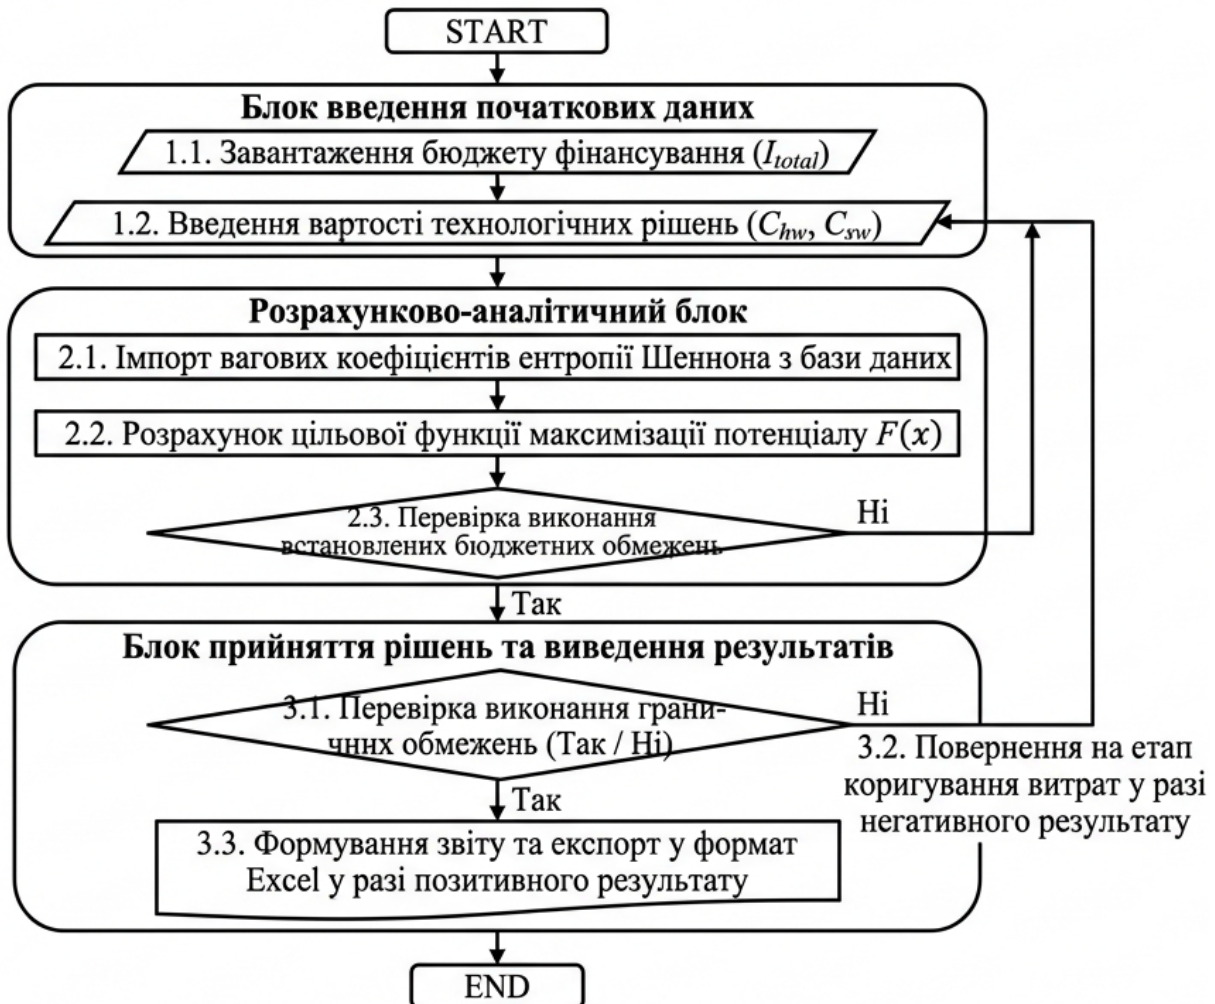 START
Блок введення початкових даних
1.1. Завантаження бюджету фінансування (I_total)
1.2. Введення вартості технологічних рішень (C_hw, C_sw)
Розрахунково-аналітичний блок
2.1. Імпорт вагових коефіцієнтів ентропії Шеннона з бази даних
2.2. Розрахунок цільової функції максимізації потенціалу F(x)
2.3. Перевірка виконання
встановлених бюджетних обмежень
Ні
Так
Блок прийняття рішень та виведення результатів
3.1. Перевірка виконання грани-
чнних обмежень (Так / Ні)
Ні
3.2. Повернення на етап
коригування витрат у разі
негативного результату
Так
3.3. Формування звіту та експорт у формат
Excel у разі позитивного результату
END